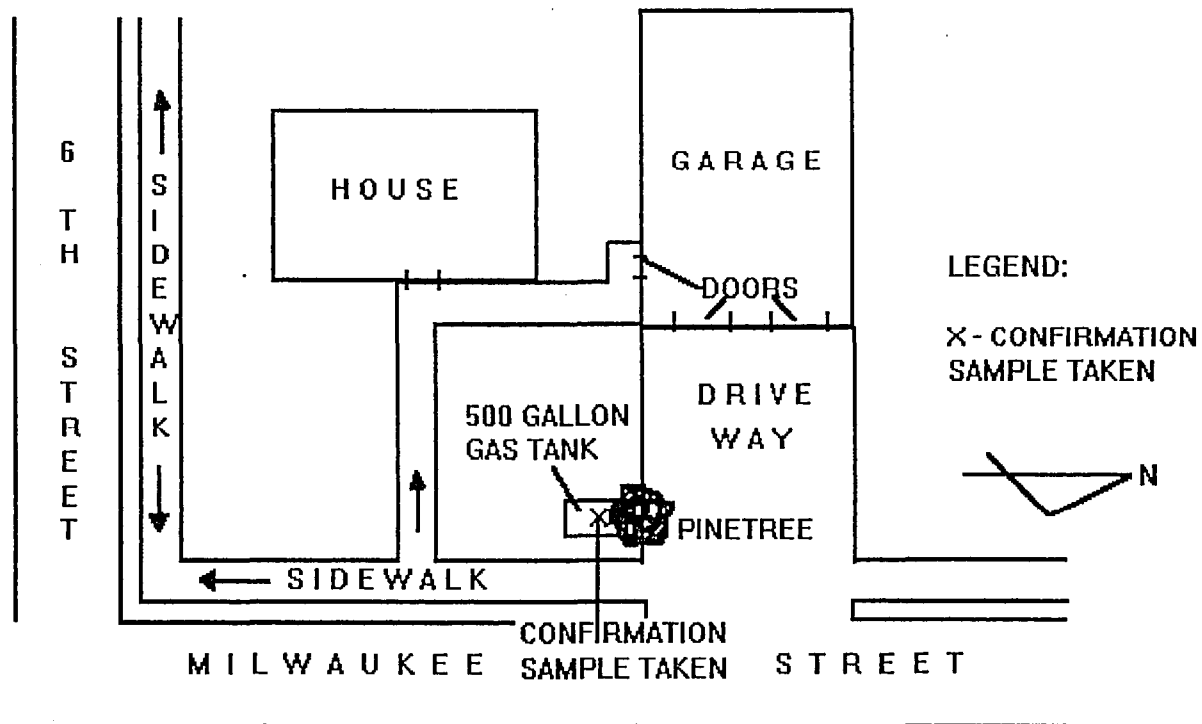 6 TH STREET
SIDEWALK
HOUSE
GARAGE
DOORS
LEGEND:
X - CONFIRMATION
SAMPLE TAKEN
500 GALLON
GAS TANK
X
DRIVE
WAY
N
PINETREE
SIDEWALK
CONFIRMATION
SAMPLE TAKEN
MILWAUKEE STREET